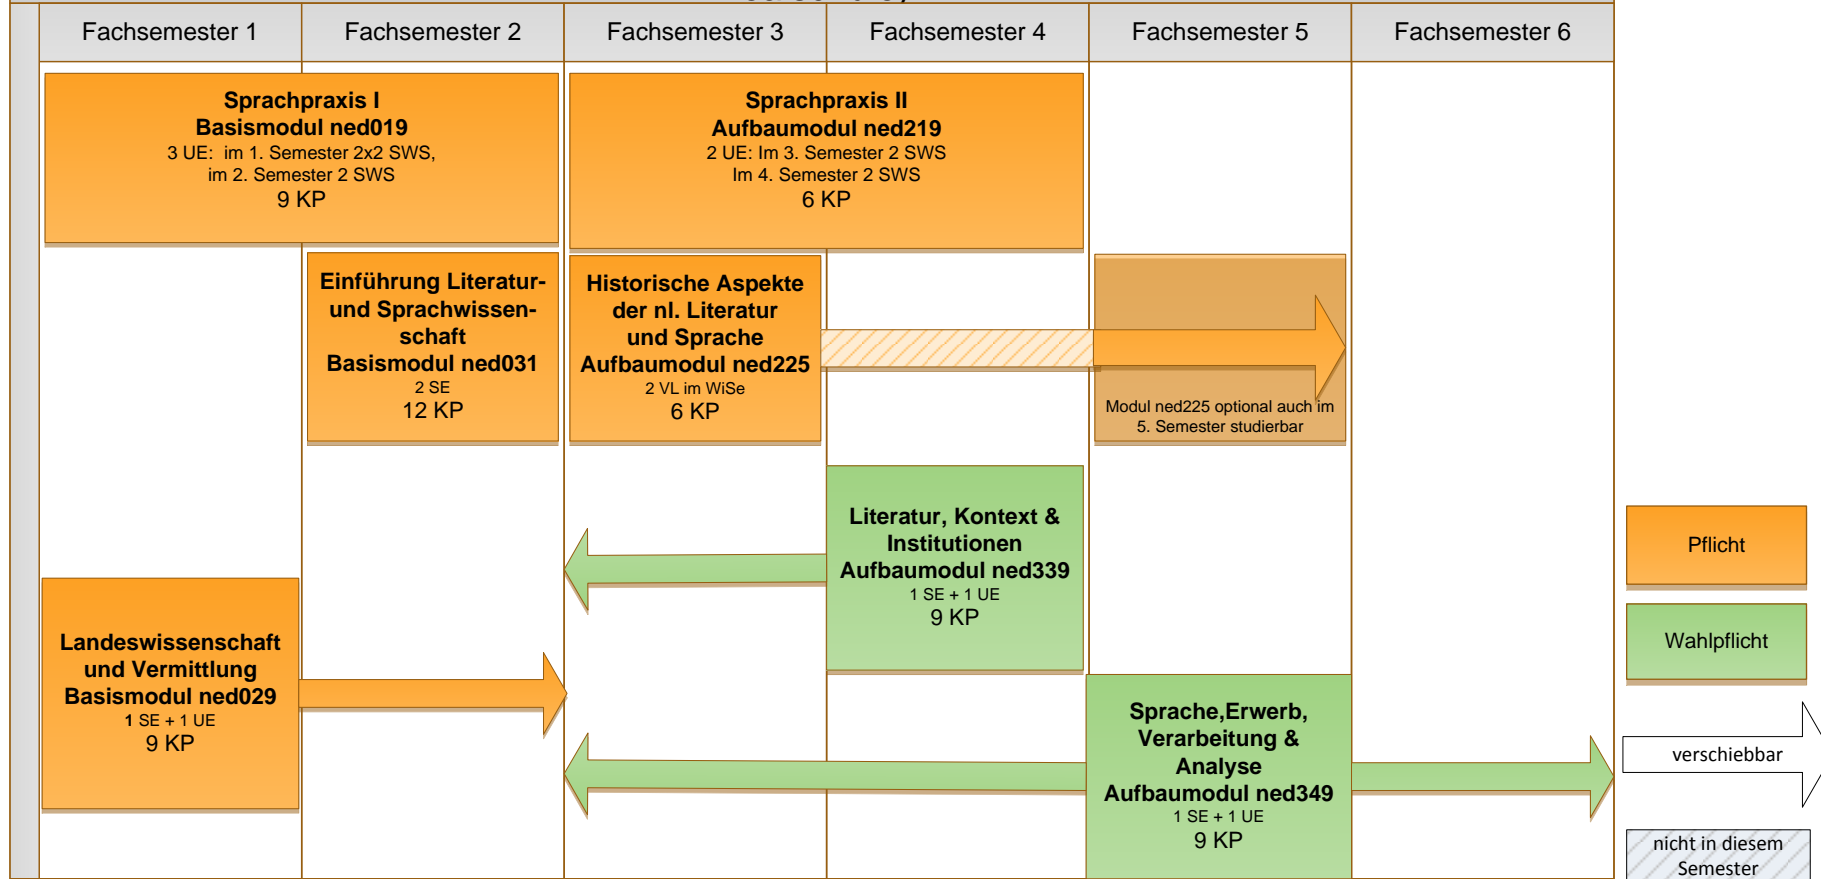 Fachsemester 1
Fachsemester 2
Fachsemester 3
Fachsemester 4
Fachsemester 5
Fachsemester 6
Sprachpraxis I
Basismodul ned019
3 UE: im 1. Semester 2x2 SWS,
im 2. Semester 2 SWS
9 KP
Sprachpraxis II
Aufbaumodul ned219
2 UE: Im 3. Semester 2 SWS
Im 4. Semester 2 SWS
6 KP
Einführung Literatur-
und Sprachwissen-
schaft
Basismodul ned031
2 SE
12 KP
Historische Aspekte
der nl. Literatur
und Sprache
Aufbaumodul ned225
2 VL im WiSe
6 KP
Modul ned225 optional auch im
5. Semester studierbar
Literatur, Kontext &
Institutionen
Aufbaumodul ned339
1 SE + 1 UE
9 KP
Landeswissenschaft
und Vermittlung
Basismodul ned029
1 SE + 1 UE
9 KP
Sprache,Erwerb,
Verarbeitung &
Analyse
Aufbaumodul ned349
1 SE + 1 UE
9 KP
Pflicht
Wahlpflicht
verschiebbar
nicht in diesem
Semester